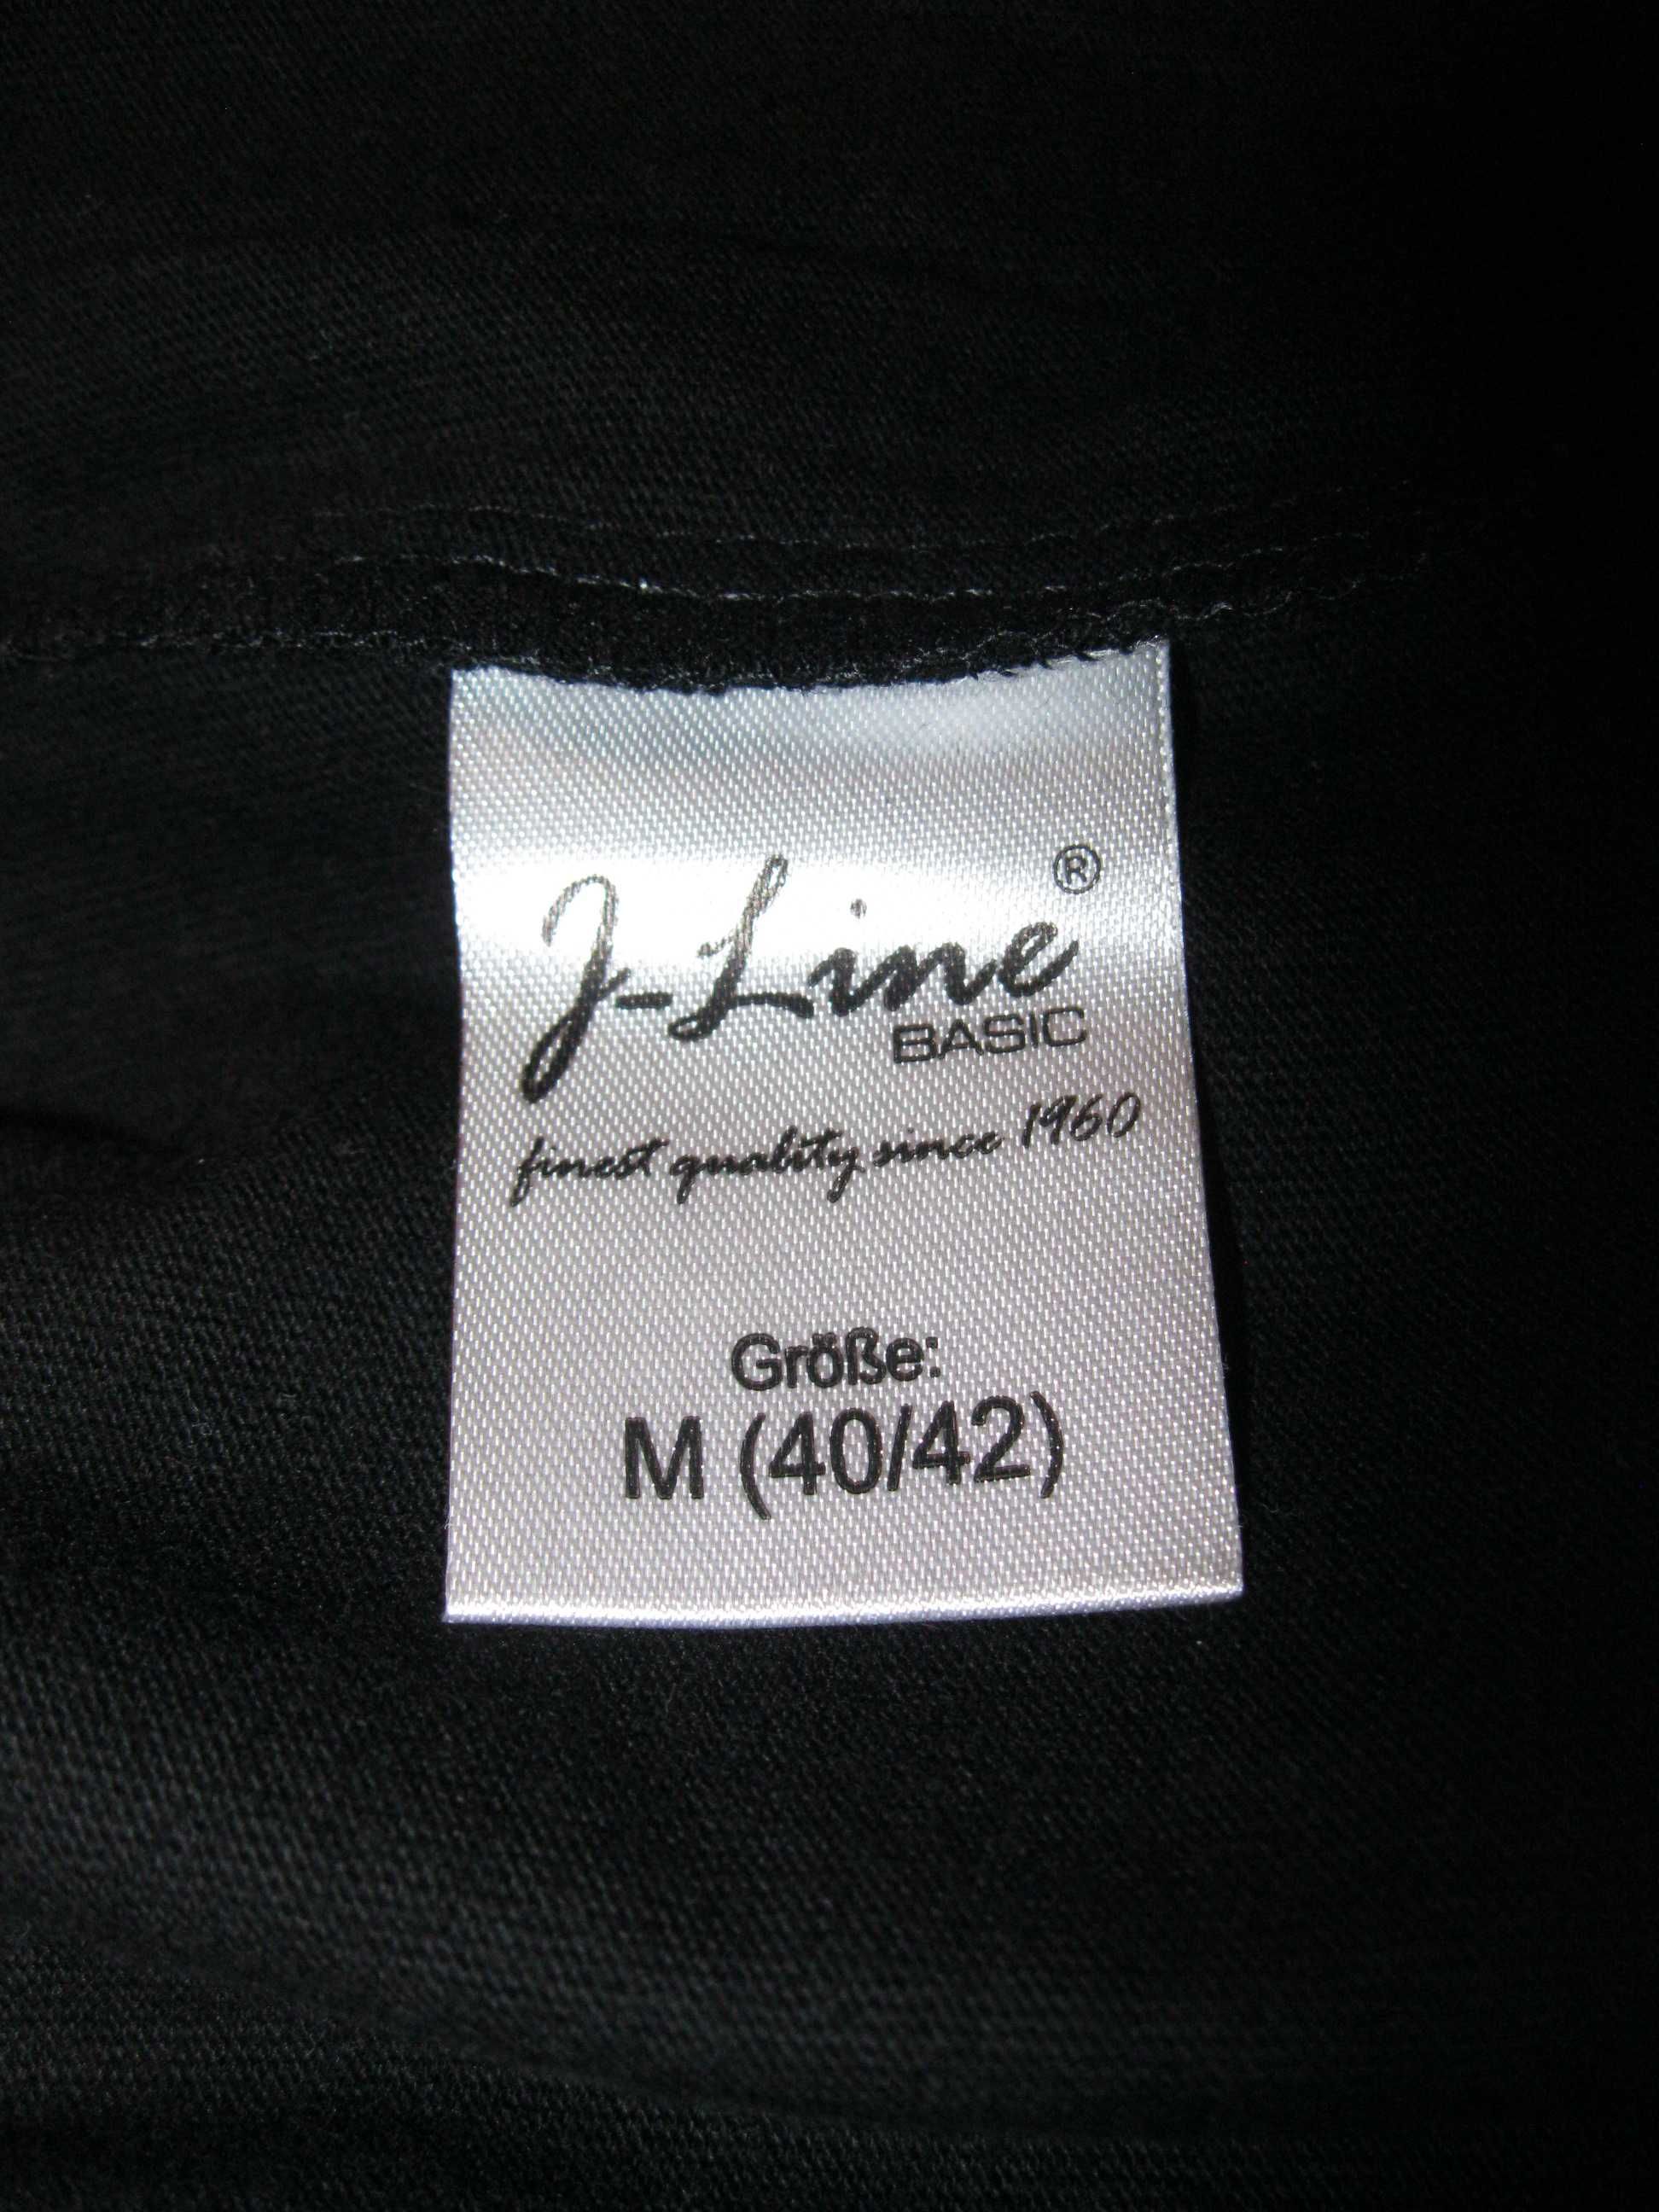 J-Line ®
BASIC
finest quality since 1960
Größe:
M (40/42)